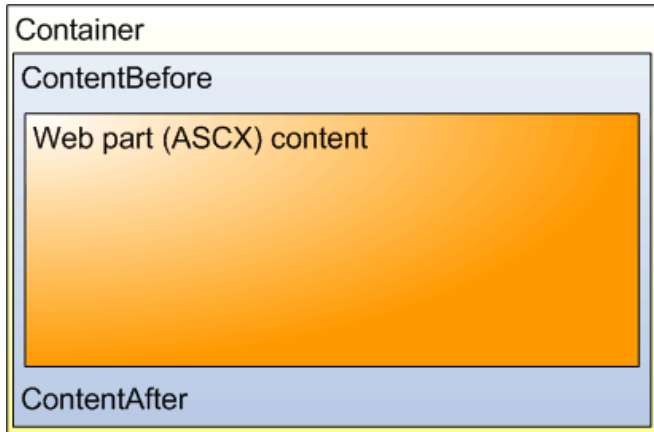 Container
ContentBefore
Web part (ASCX) content
ContentAfter